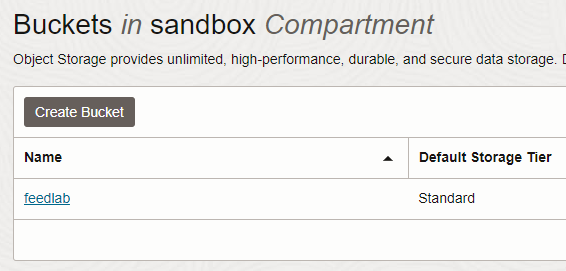 Buckets in sandbox Compartment
Object Storage provides unlimited, high-performance, durable, and secure data storage.
Create Bucket
Name Default Storage Tier
feedlab Standard